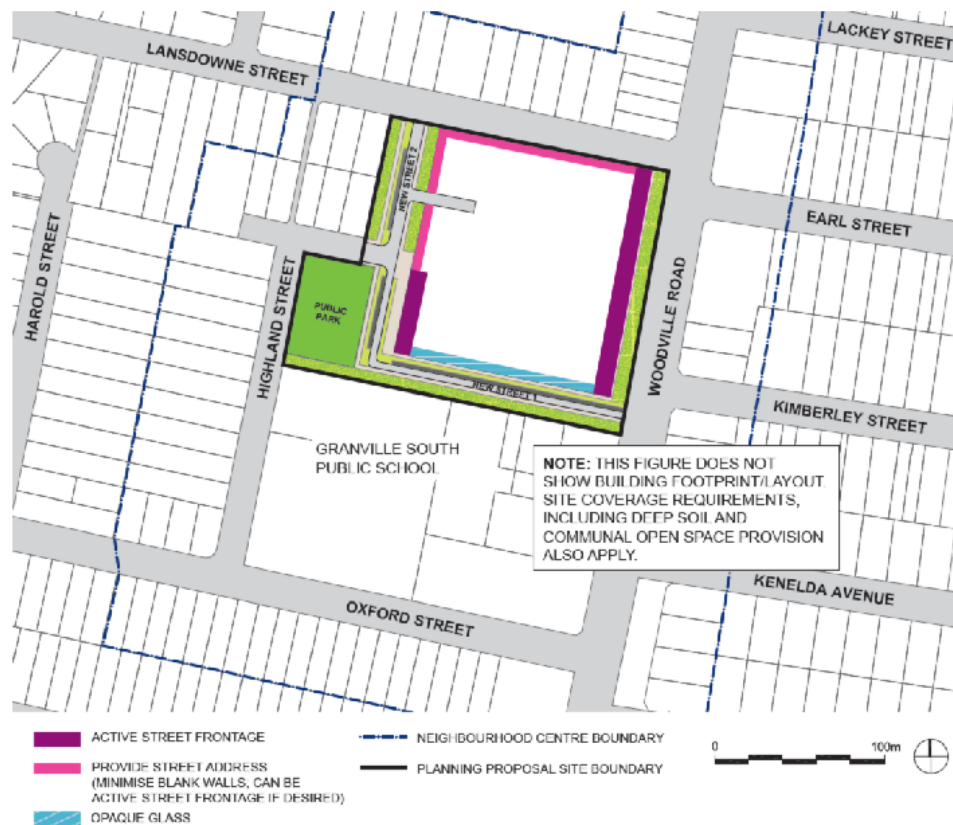 LACKEY STREET
LANSDOWNE STREET
NEW STREET 2
EARL STREET
HAROLD STREET
HIGHLAND STREET
PUBLIC
PARK
WOODVILLE ROAD
NEW STREET 1
KIMBERLEY STREET
GRANVILLE SOUTH
PUBLIC SCHOOL
NOTE: THIS FIGURE DOES NOT
SHOW BUILDING FOOTPRINT/LAYOUT.
SITE COVERAGE REQUIREMENTS,
INCLUDING DEEP SOIL AND
COMMUNAL OPEN SPACE PROVISION
ALSO APPLY.
KENELDA AVENUE
OXFORD STREET
ACTIVE STREET FRONTAGE
PROVIDE STREET ADDRESS
(MINIMISE BLANK WALLS, CAN BE
ACTIVE STREET FRONTAGE IF DESIRED)
OPAQUE GLASS
NEIGHBOURHOOD CENTRE BOUNDARY
PLANNING PROPOSAL SITE BOUNDARY
0 100m